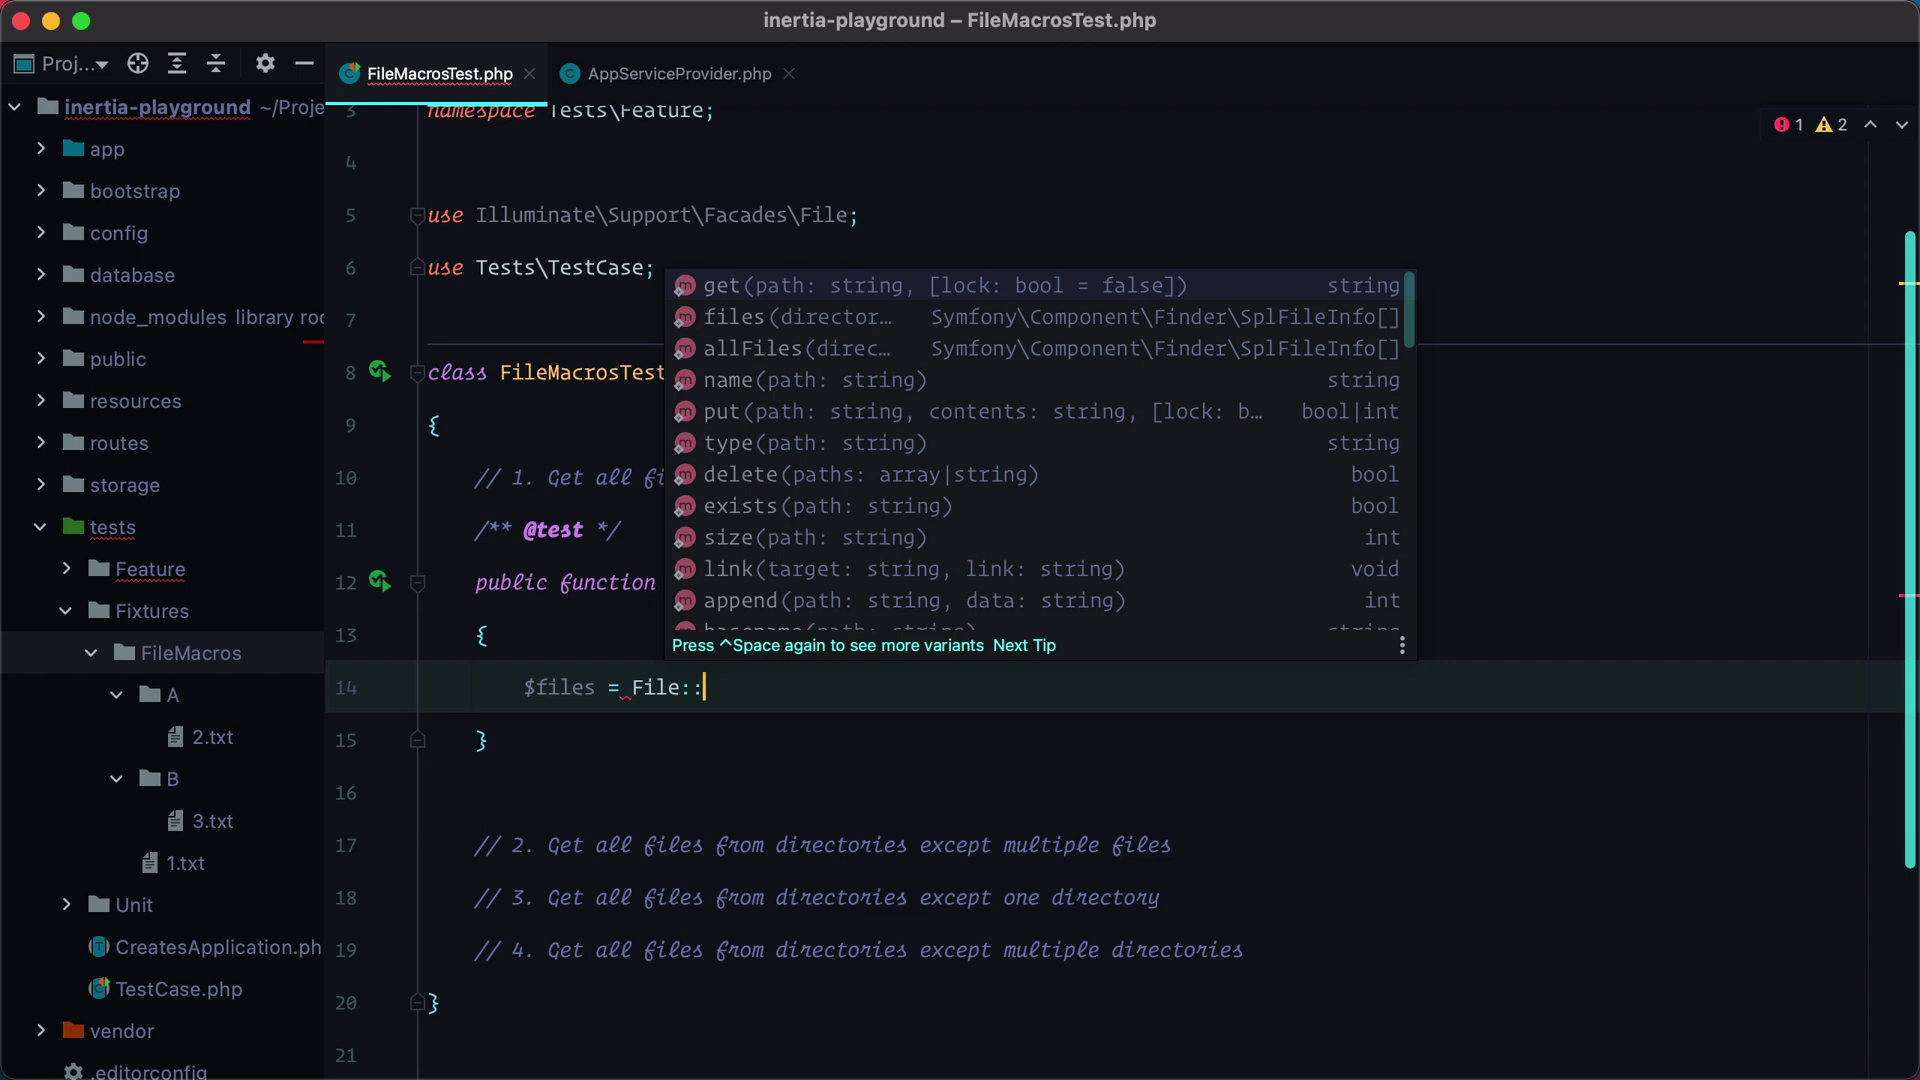 inertia-playground – FileMacrosTest.php
Proj...
FileMacrosTest.php
AppServiceProvider.php
inertia-playground ~/Proje
app
bootstrap
config
database
node_modules library roo
public
resources
routes
storage
tests
Feature
Fixtures
FileMacros
A
2.txt
B
3.txt
1.txt
Unit
CreatesApplication.ph
TestCase.php
vendor
.editorconfig
1 2
3 namespace Tests\Feature;
4
5 use Illuminate\Support\Facades\File;
6 use Tests\TestCase;
7
8 class FileMacrosTest
9 {
10 // 1. Get all fi
11 /** @test */
12 public function
13 {
14 $files = File::
15 }
16
17 // 2. Get all files from directories except multiple files
18 // 3. Get all files from directories except one directory
19 // 4. Get all files from directories except multiple directories
20 }
21
get(path: string, [lock: bool = false]) string
files(director... Symfony\Component\Finder\SplFileInfo[]
allFiles(direc... Symfony\Component\Finder\SplFileInfo[]
name(path: string) string
put(path: string, contents: string, [lock: b... bool|int
type(path: string) string
delete(paths: array|string) bool
exists(path: string) bool
size(path: string) int
link(target: string, link: string) void
append(path: string, data: string) int
basename(path: string) string
Press ^Space again to see more variants Next Tip